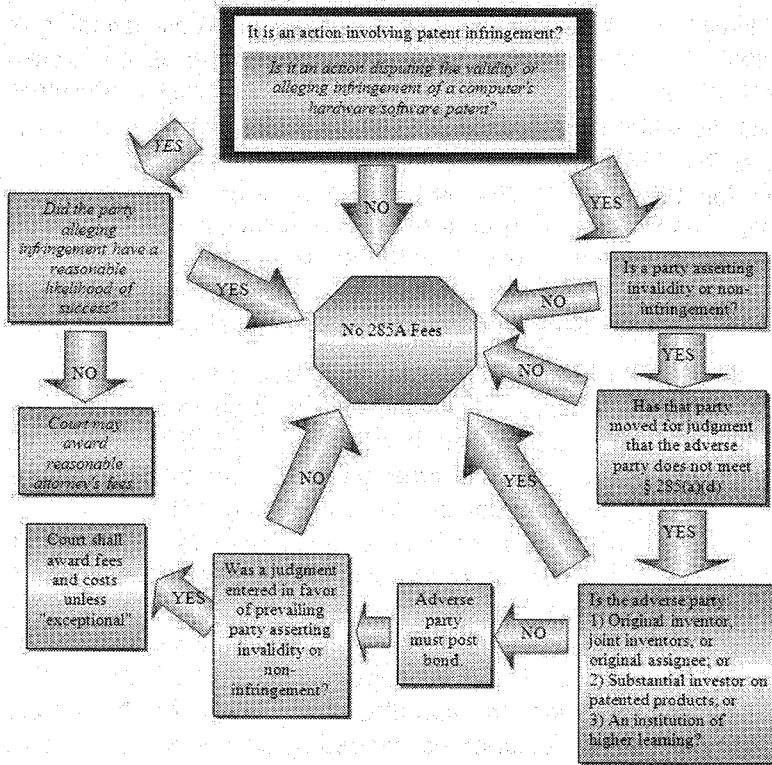 It is an action involving patent infringement?
Is it an action disputing the validity or
alleging infringement of a computer's
hardware software patent?
YES
NO
YES
Did the party
alleging
infringement have a
reasonable
likelihood of
success?
YES
NO
Is a party asserting
invalidity or non-
infringement?
No 285A Fees
NO
YES
NO
Court may
award
reasonable
attorney's fees.
Has that party
moved for judgment
that the adverse
party does not meet
§ 285(a)(d)
NO
YES
YES
Court shall
award fees
and costs
unless
"exceptional"
YES
Was a judgment
entered in favor
of prevailing
party asserting
invalidity or
non-
infringement?
Adverse
party
must post
bond.
NO
Is the adverse party:
1) Original inventor,
joint inventors, or
original assignee; or
2) Substantial investor on
patented products, or
3) An institution of
higher learning?